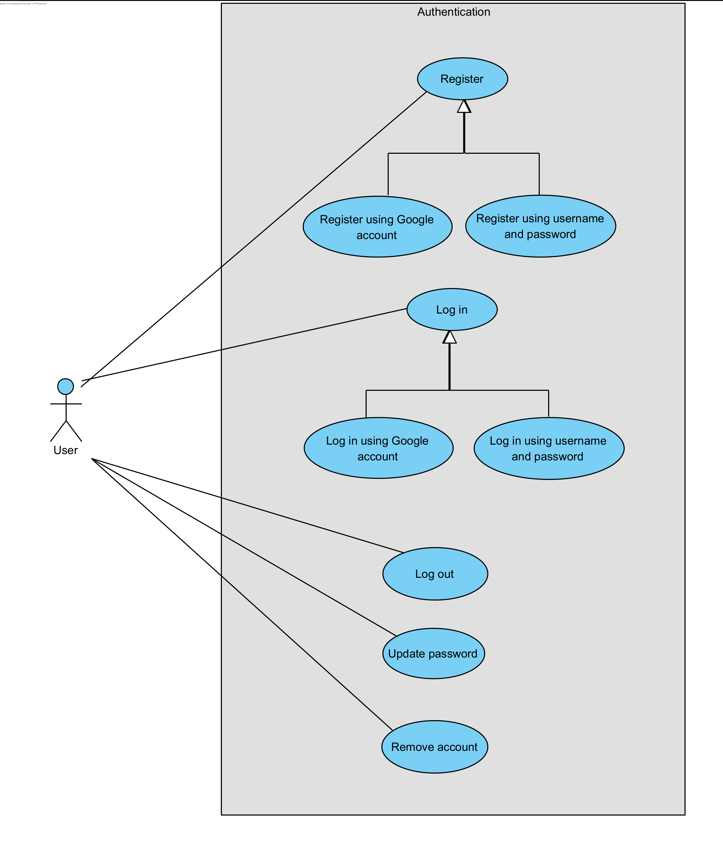 Authentication
Register
Register using Google
account
Register using username
and password
Log in
User
Log in using Google
account
Log in using username
and password
Log out
Update password
Remove account